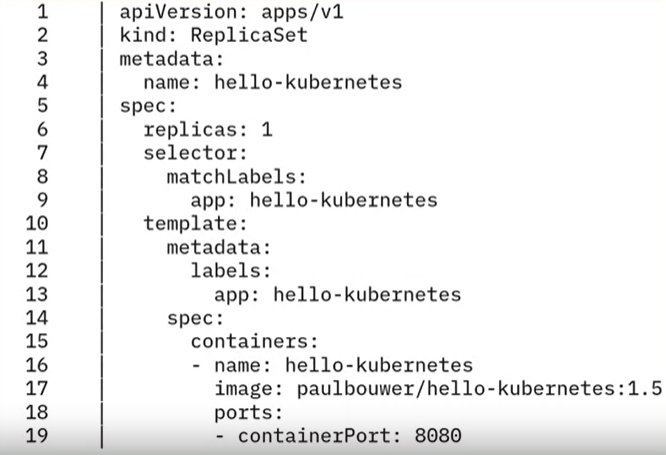 1 | apiVersion: apps/v1
2 | kind: ReplicaSet
3 | metadata:
4 |   name: hello-kubernetes
5 | spec:
6 |   replicas: 1
7 |   selector:
8 |     matchLabels:
9 |       app: hello-kubernetes
10 |   template:
11 |     metadata:
12 |       labels:
13 |         app: hello-kubernetes
14 |     spec:
15 |       containers:
16 |       - name: hello-kubernetes
17 |         image: paulbouwer/hello-kubernetes:1.5
18 |         ports:
19 |         - containerPort: 8080